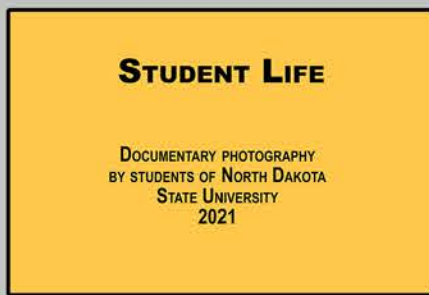 Student Life
Documentary photography
by students of North Dakota
State University
2021